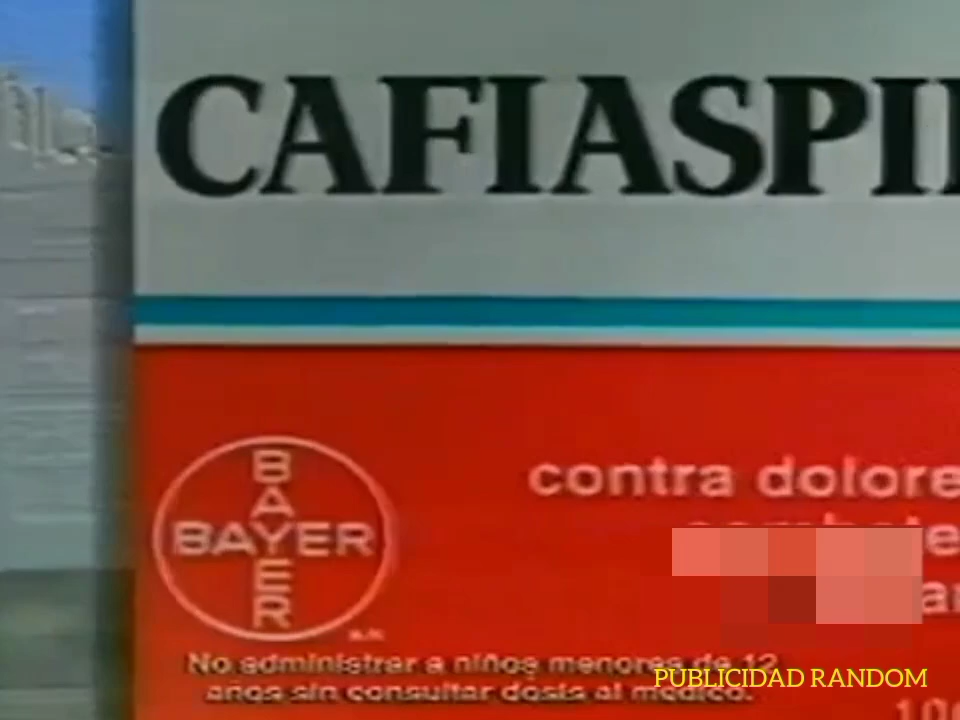 CAFIASPI
B
A
BAYER
E
R
contra dolore
No administrar a niños menores de 12
años sin consultar dosis al médico.
PUBLICIDAD RANDOM